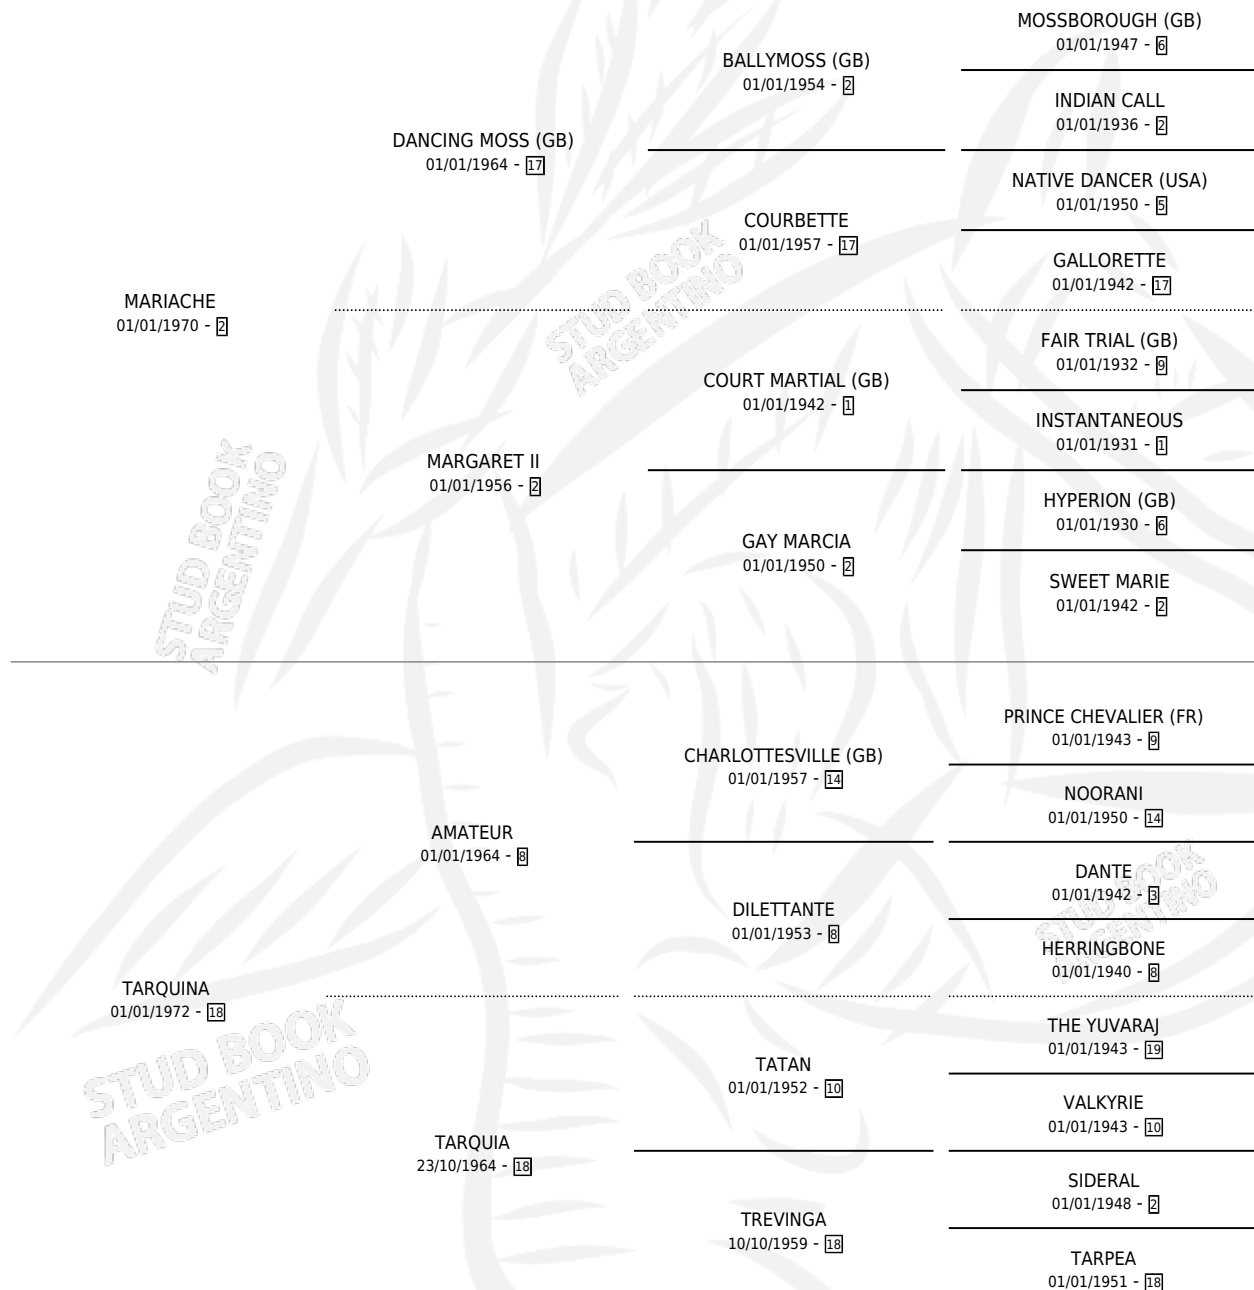 MOSSBOROUGH (GB)
01/01/1947 - 6
BALLYMOSS (GB)
01/01/1954 - 2
INDIAN CALL
01/01/1936 - 2
DANCING MOSS (GB)
01/01/1964 - 17
NATIVE DANCER (USA)
01/01/1950 - 5
COURBETTE
01/01/1957 - 17
GALLORETTE
01/01/1942 - 17
MARIACHE
01/01/1970 - 2
FAIR TRIAL (GB)
01/01/1932 - 9
COURT MARTIAL (GB)
01/01/1942 - 1
INSTANTANEOUS
01/01/1931 - 1
MARGARET II
01/01/1956 - 2
HYPERION (GB)
01/01/1930 - 6
GAY MARCIA
01/01/1950 - 2
SWEET MARIE
01/01/1942 - 2
PRINCE CHEVALIER (FR)
01/01/1943 - 9
CHARLOTTESVILLE (GB)
01/01/1957 - 14
NOORANI
01/01/1950 - 14
AMATEUR
01/01/1964 - 8
DANTE
01/01/1942 - 3
DILETTANTE
01/01/1953 - 8
HERRINGBONE
01/01/1940 - 8
TARQUINA
01/01/1972 - 18
THE YUVARAJ
01/01/1943 - 19
TATAN
01/01/1952 - 10
VALKYRIE
01/01/1943 - 10
TARQUIA
23/10/1964 - 18
SIDERAL
01/01/1948 - 2
TREVINGA
10/10/1959 - 18
TARPEA
01/01/1951 - 18
STUD BOOK
ARGENTINO
STUD BOOK
ARGENTINO
STUD BOOK
ARGENTINO
STUD BOOK
ARGENTINO